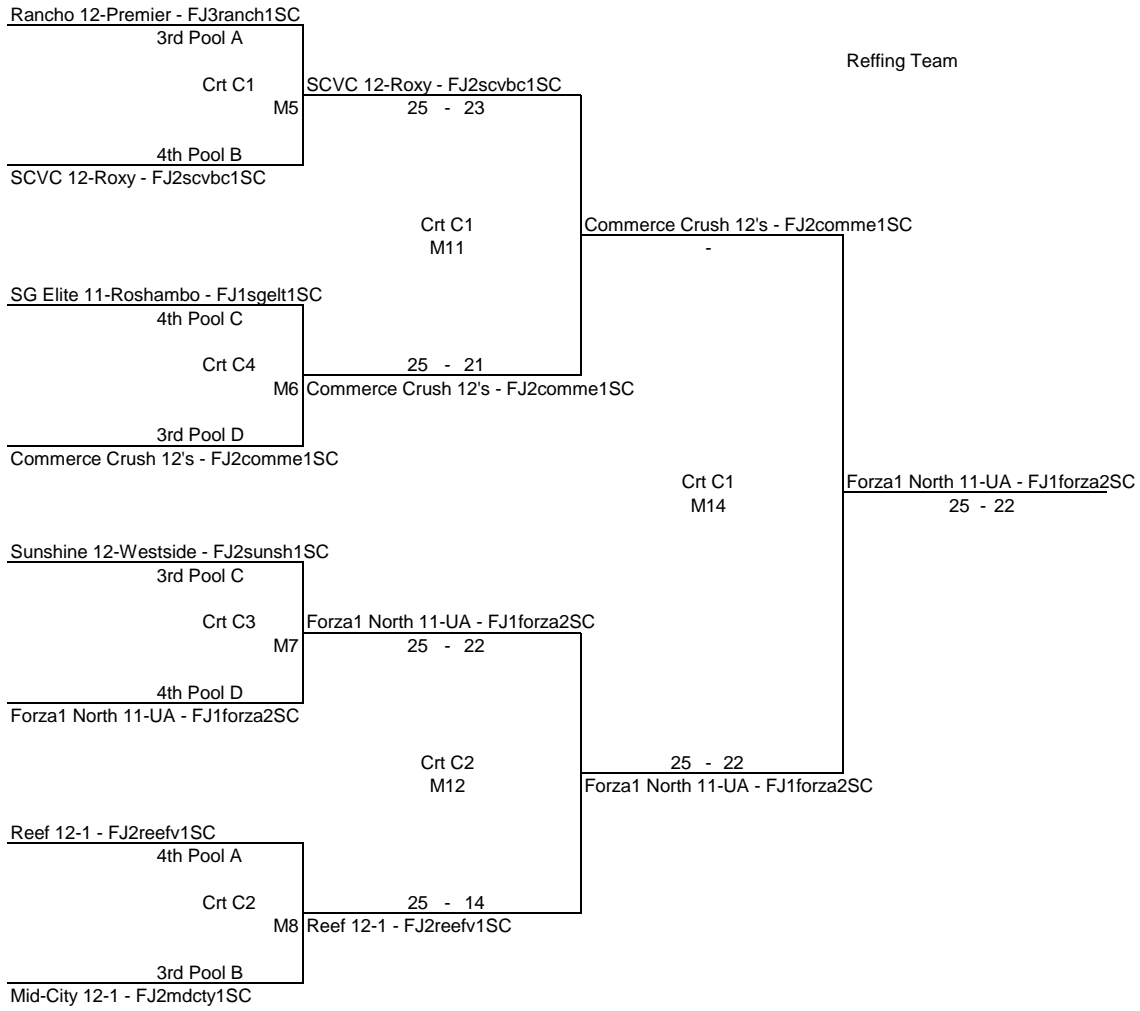 Rancho 12-Premier - FJ3ranch1SC
3rd Pool A
Reffing Team
Crt C1
SCVC 12-Roxy - FJ2scvbc1SC
M5
25 - 23
4th Pool B
SCVC 12-Roxy - FJ2scvbc1SC
Crt C1
Commerce Crush 12's - FJ2comme1SC
M11
-
SG Elite 11-Roshambo - FJ1sgelt1SC
4th Pool C
Crt C4
25 - 21
M6
Commerce Crush 12's - FJ2comme1SC
3rd Pool D
Commerce Crush 12's - FJ2comme1SC
Crt C1
Forza1 North 11-UA - FJ1forza2SC
M14
25 - 22
Sunshine 12-Westside - FJ2sunsh1SC
3rd Pool C
Crt C3
Forza1 North 11-UA - FJ1forza2SC
M7
25 - 22
4th Pool D
Forza1 North 11-UA - FJ1forza2SC
Crt C2
25 - 22
M12
Forza1 North 11-UA - FJ1forza2SC
Reef 12-1 - FJ2reefv1SC
4th Pool A
Crt C2
25 - 14
M8
Reef 12-1 - FJ2reefv1SC
3rd Pool B
Mid-City 12-1 - FJ2mdcty1SC